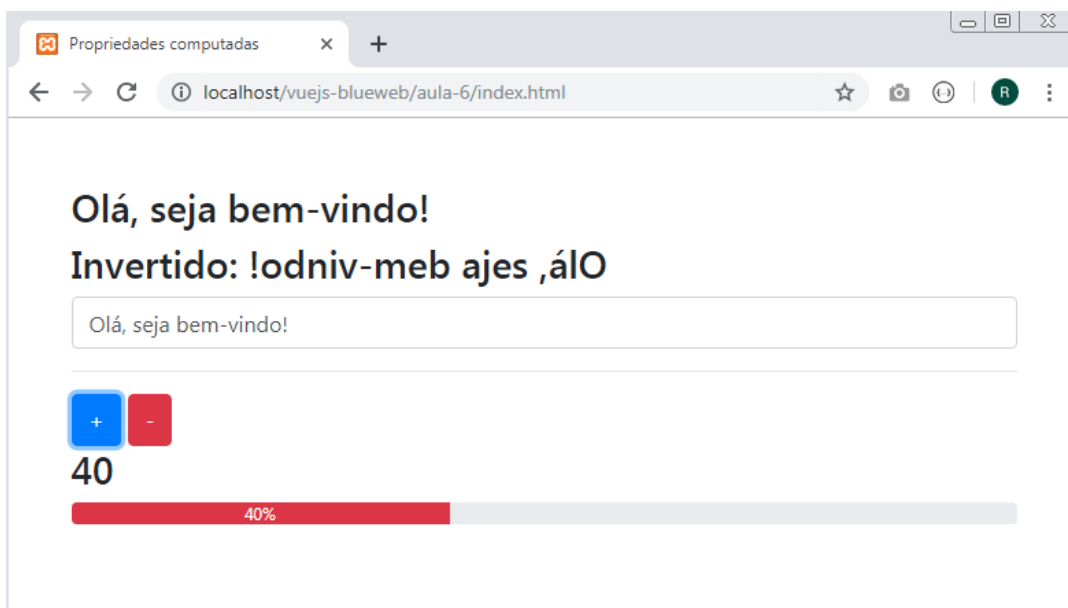 Propriedades computadas
localhost/vuejs-blueweb/aula-6/index.html
R
Olá, seja bem-vindo!
Invertido: !odniv-meb ajes ,álO
Olá, seja bem-vindo!
+ -
40
40%